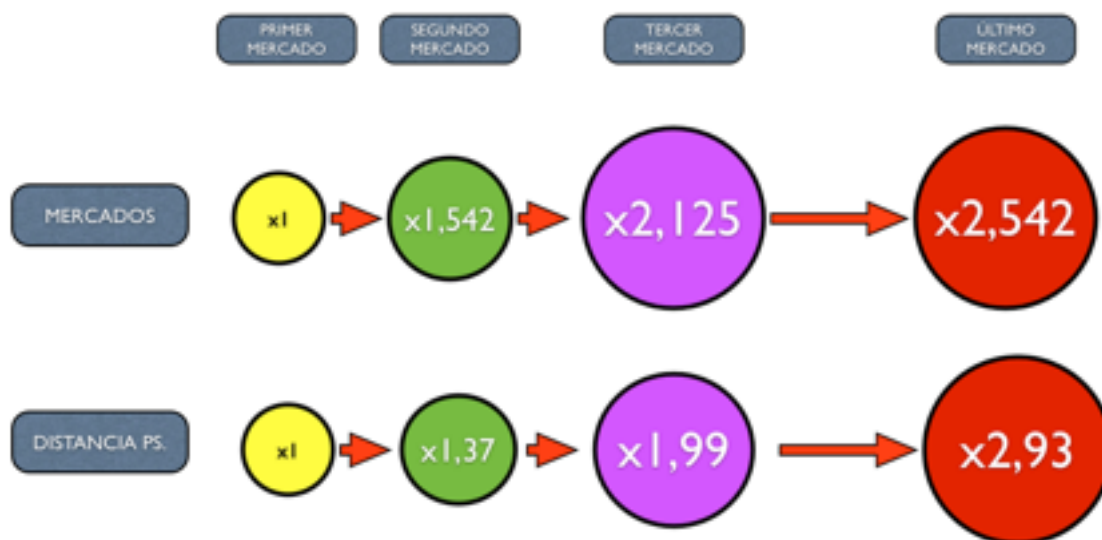 PRIMER
MERCADO
SEGUNDO
MERCADO
TERCER
MERCADO
ÚLTIMO
MERCADO
MERCADOS
x1
x1,542
x2,125
x2,542
DISTANCIA PS.
x1
x1,37
x1,99
x2,93